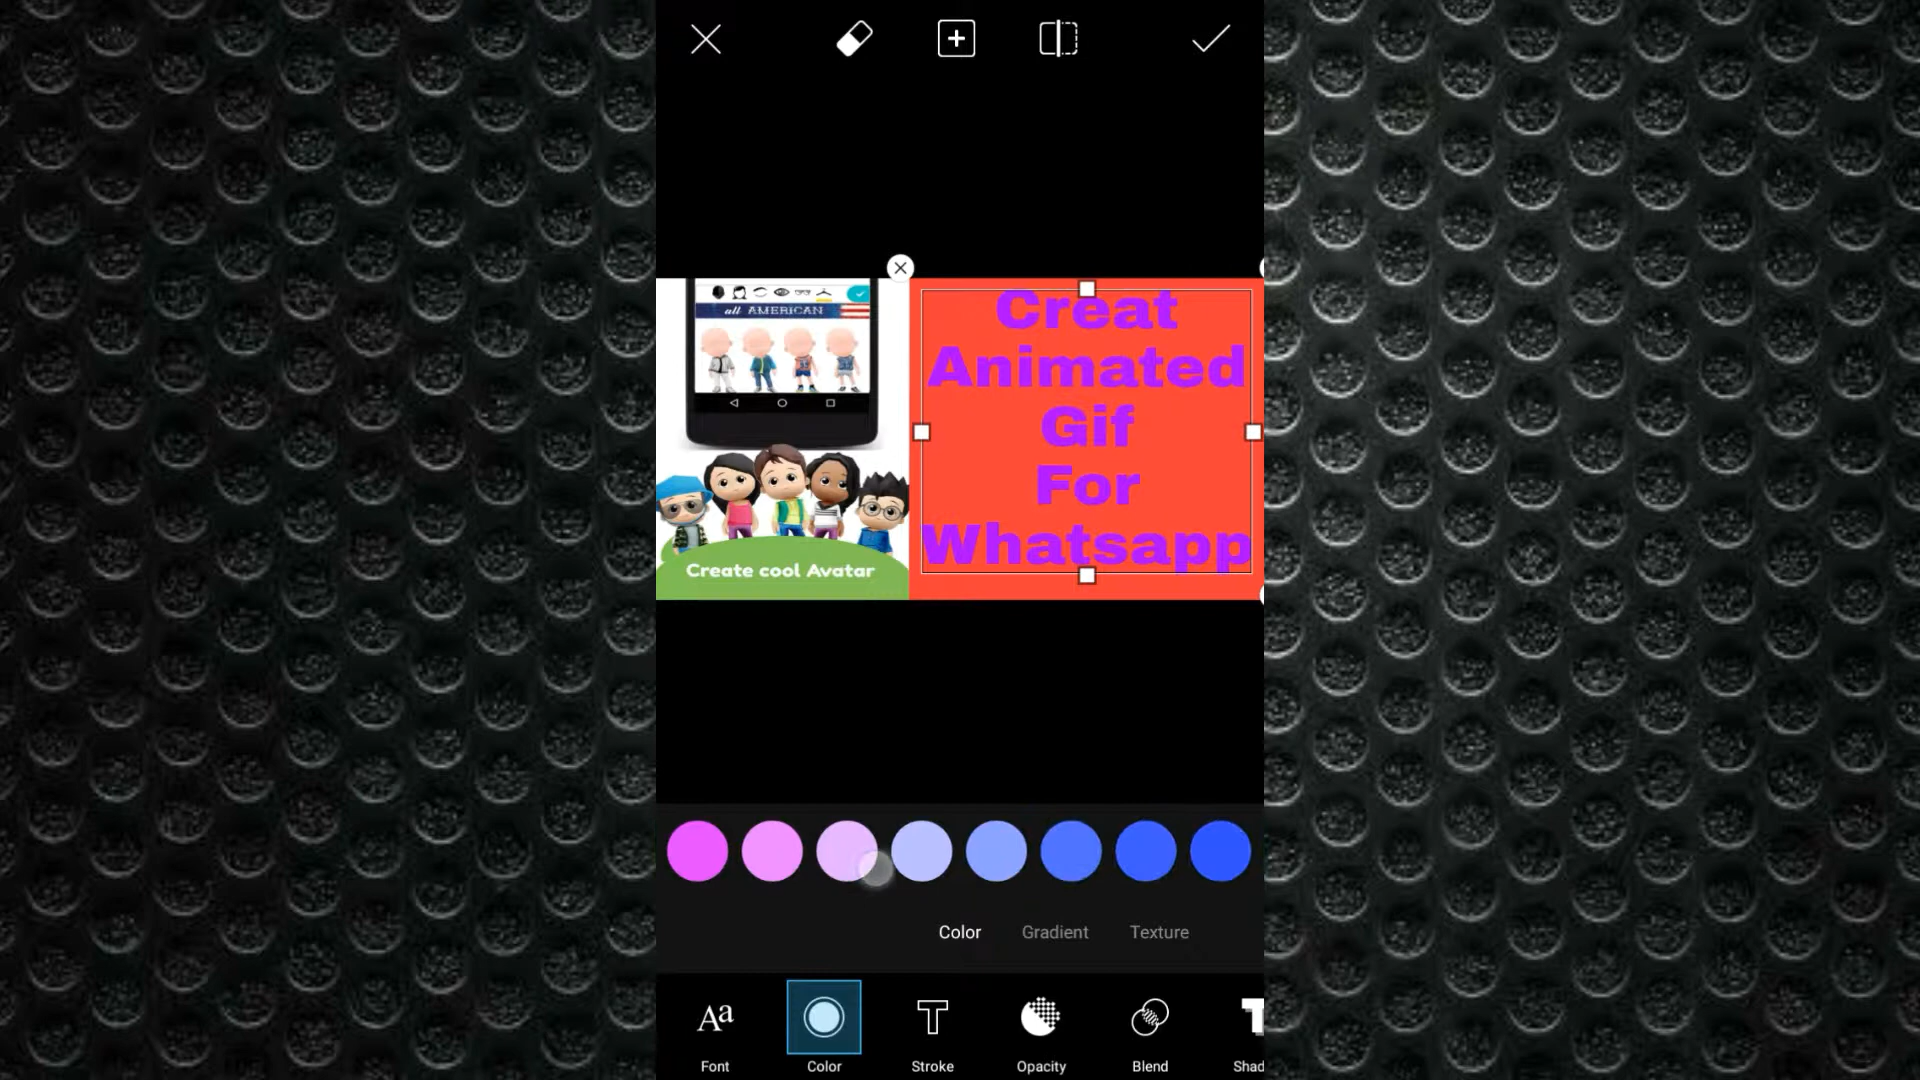 all AMERICAN
Create cool Avatar
Creat
Animated
Gif
For
Whatsapp
Color Gradient Texture
Font Color Stroke Opacity Blend Shad